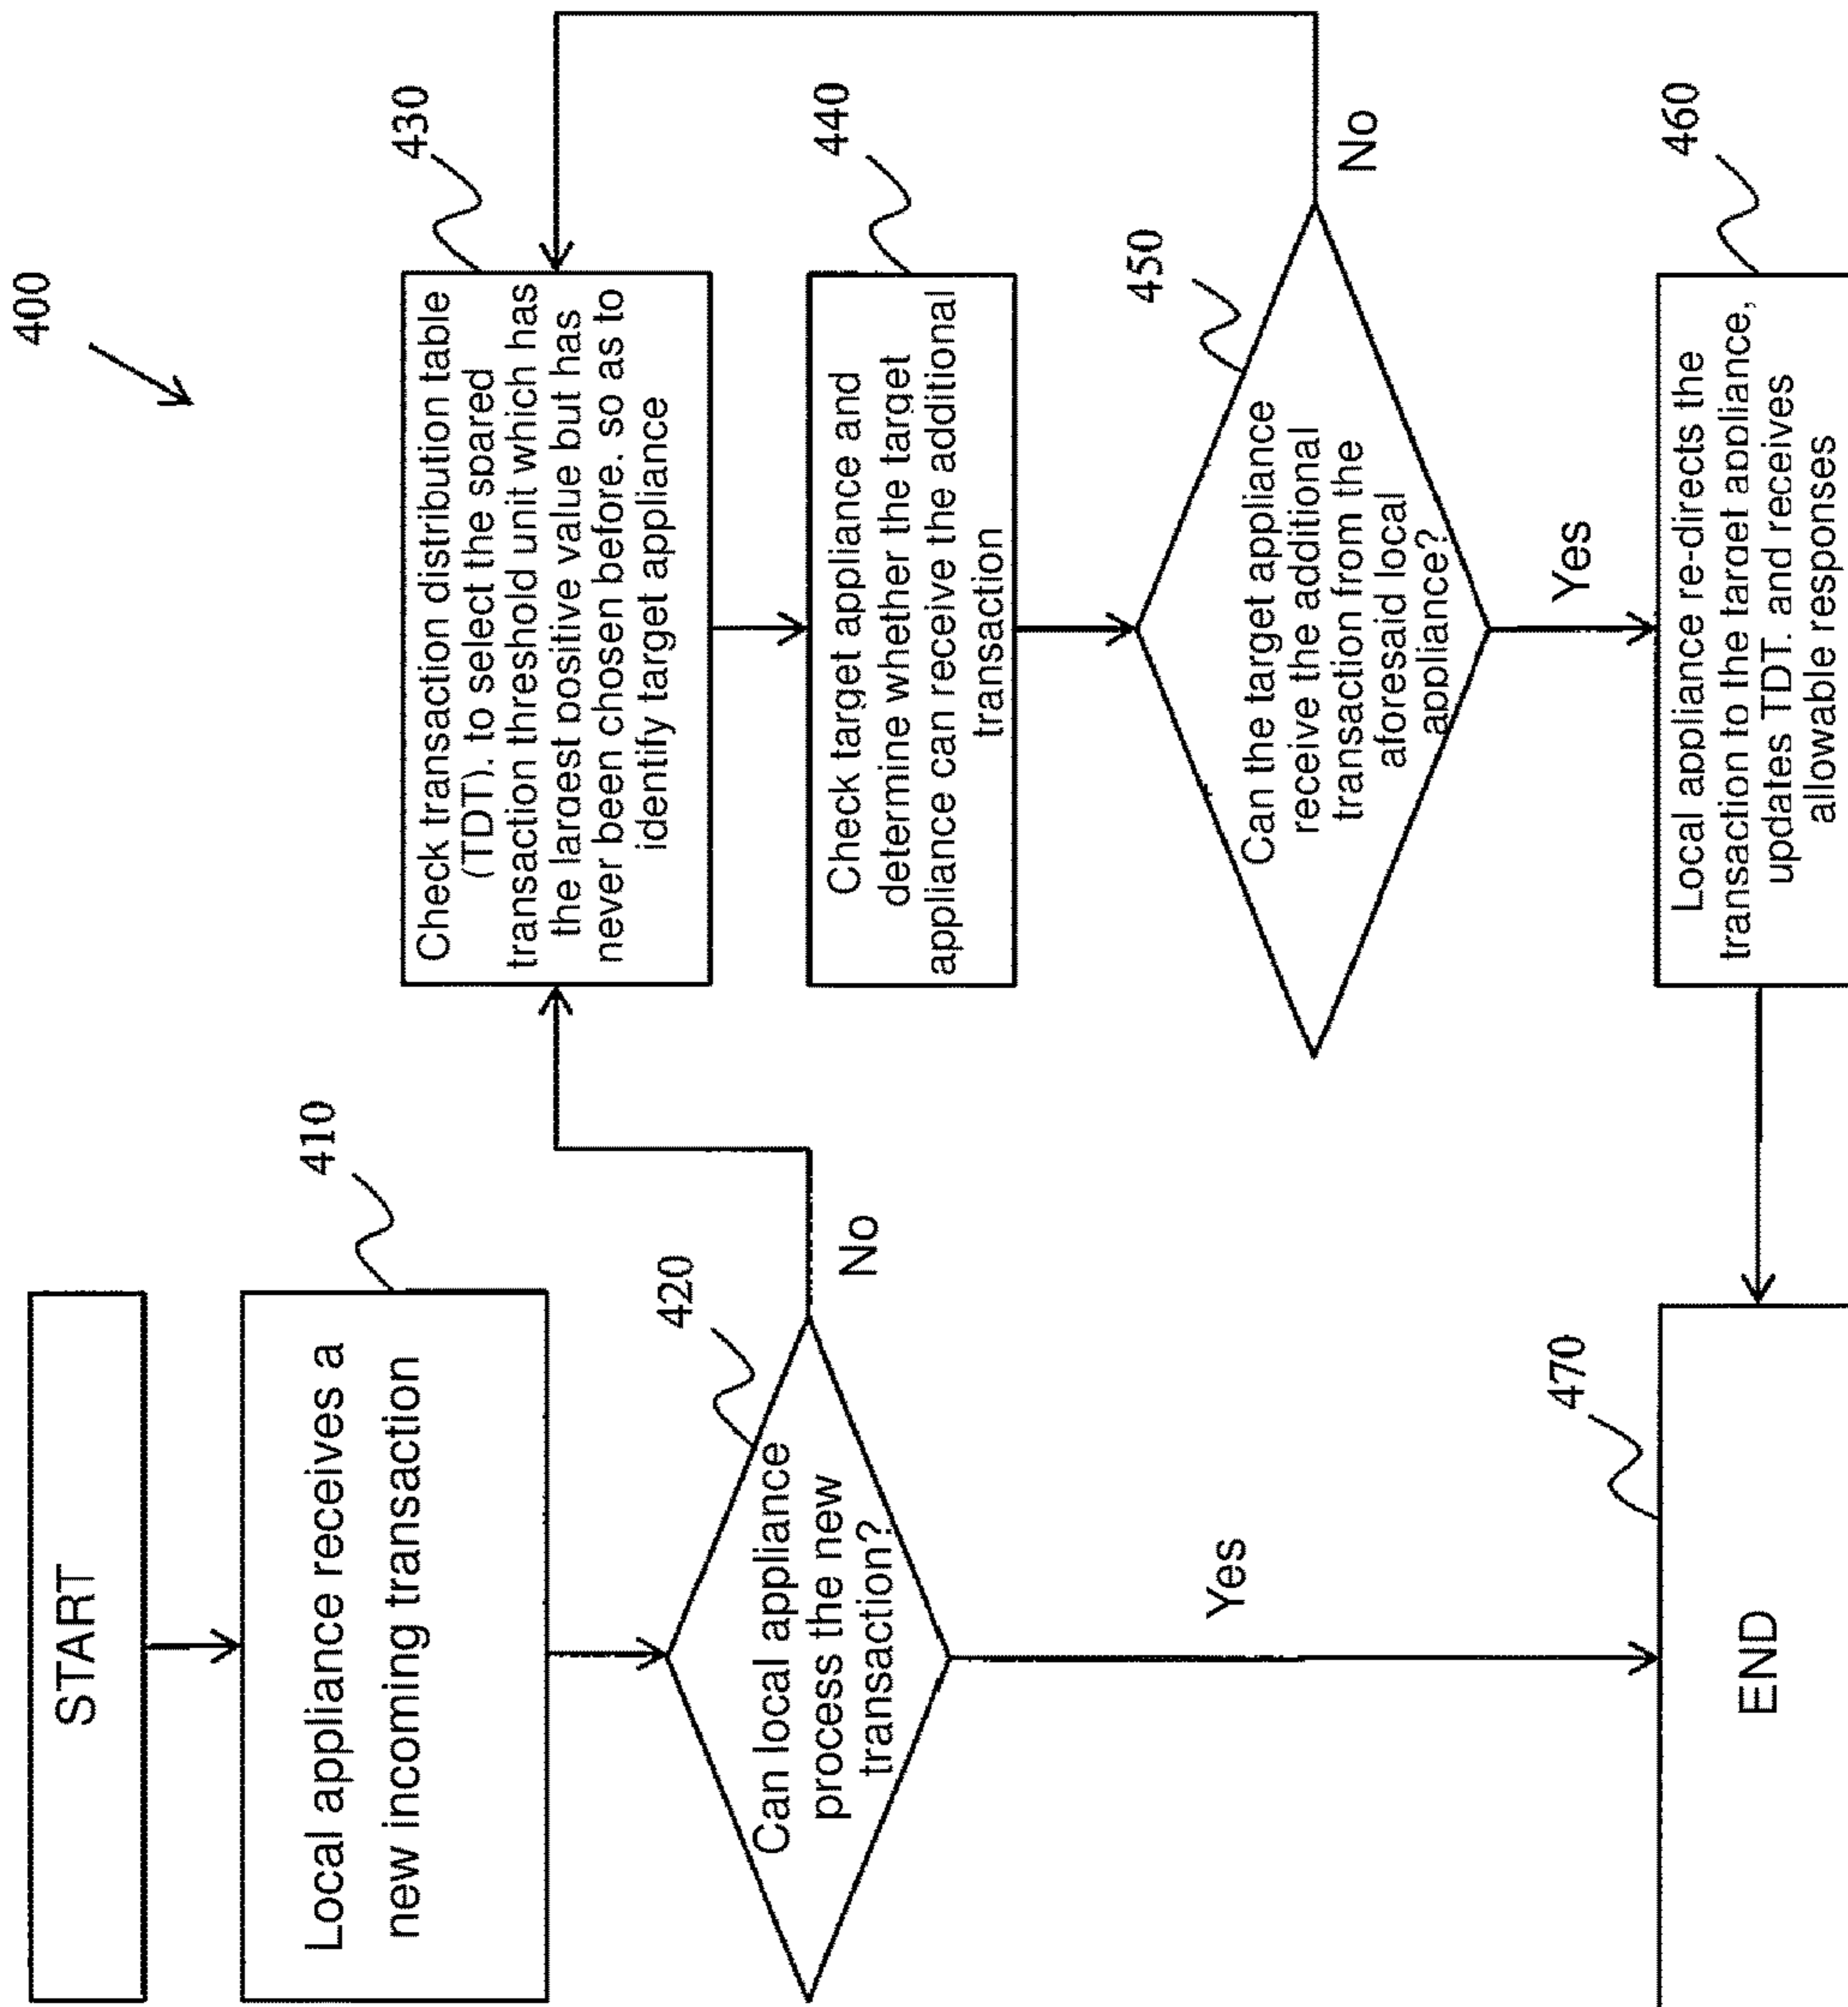 400
START
Local appliance receives a
new incoming transaction
410
Can local appliance
process the new
transaction?
420
No
Yes
Check transaction distribution table
(TDT). to select the spared
transaction threshold unit which has
the largest positive value but has
never been chosen before. so as to
identify target appliance
430
Check target appliance and
determine whether the target
appliance can receive the additional
transaction
440
Can the target appliance
receive the additional
transaction from the
aforesaid local
appliance?
450
No
Yes
Local appliance re-directs the
transaction to the target appliance,
updates TDT. and receives
allowable responses
460
END
470